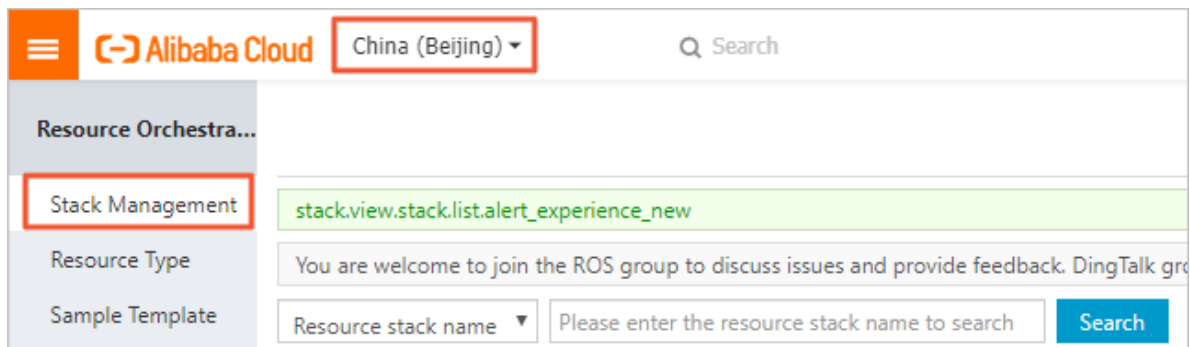 Alibaba Cloud China (Beijing) Search
Resource Orchestra...
Stack Management
stack.view.stack.list.alert_experience_new
Resource Type
You are welcome to join the ROS group to discuss issues and provide feedback. DingTalk gro
Sample Template
Resource stack name Please enter the resource stack name to search Search